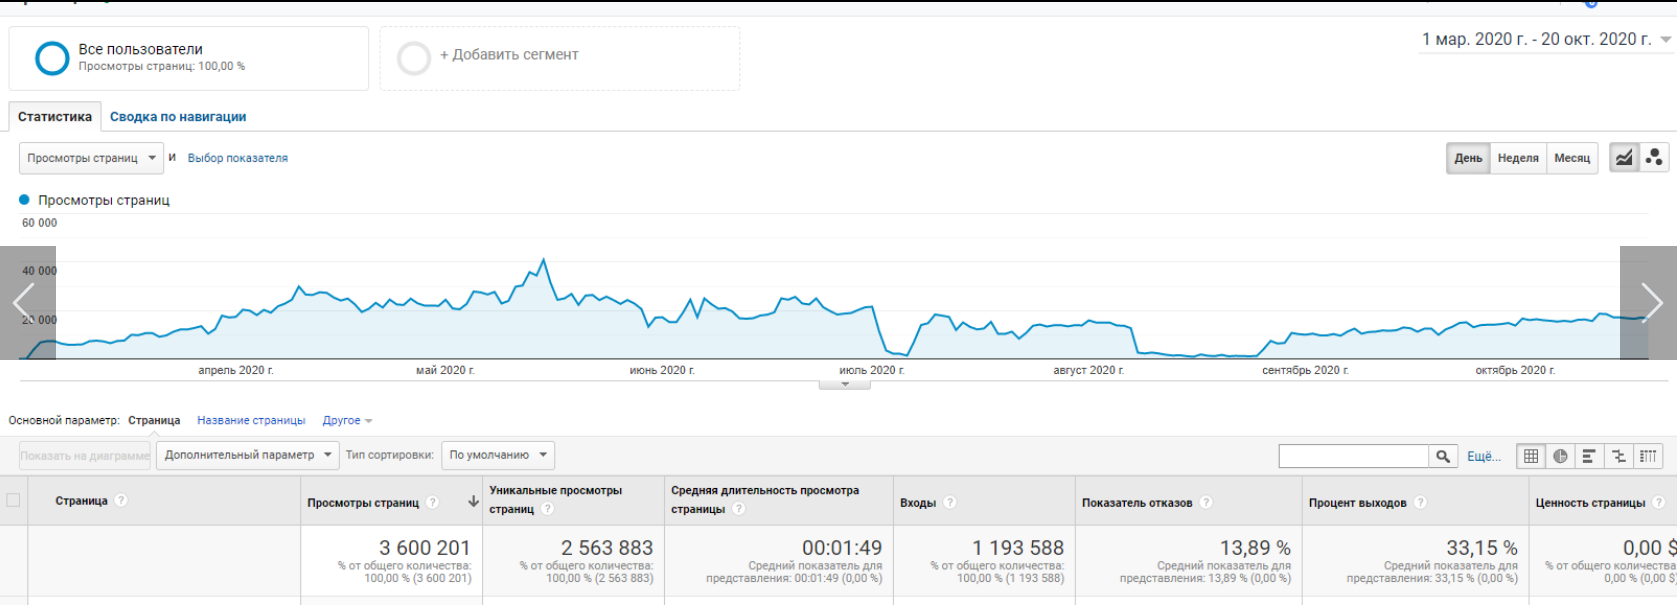 Все пользователи
Просмотры страниц: 100,00 %
+ Добавить сегмент
1 мар. 2020 г. - 20 окт. 2020 г.
Статистика Сводка по навигации
Просмотры страниц и Выбор показателя
День Неделя Месяц
Просмотры страниц
60 000
40 000
20 000
апрель 2020 г. май 2020 г. июнь 2020 г. июль 2020 г. август 2020 г. сентябрь 2020 г. октябрь 2020 г.
Основной параметр: Страница Название страницы Другое
Показать на диаграмме Дополнительный параметр Тип сортировки: По умолчанию Ещё...
Страница ?
Просмотры страниц ?
Уникальные просмотры
страниц ?
Средняя длительность просмотра
страницы ?
Входы ?
Показатель отказов ?
Процент выходов ?
Ценность страницы ?
3 600 201
% от общего количества:
100,00 % (3 600 201)
2 563 883
% от общего количества:
100,00 % (2 563 883)
00:01:49
Средний показатель для
представления: 00:01:49 (0,00 %)
1 193 588
% от общего количества:
100,00 % (1 193 588)
13,89 %
Средний показатель для
представления: 13,89 % (0,00 %)
33,15 %
Средний показатель для
представления: 33,15 % (0,00 %)
0,00 $
% от общего количества
0,00 % (0,00 $)